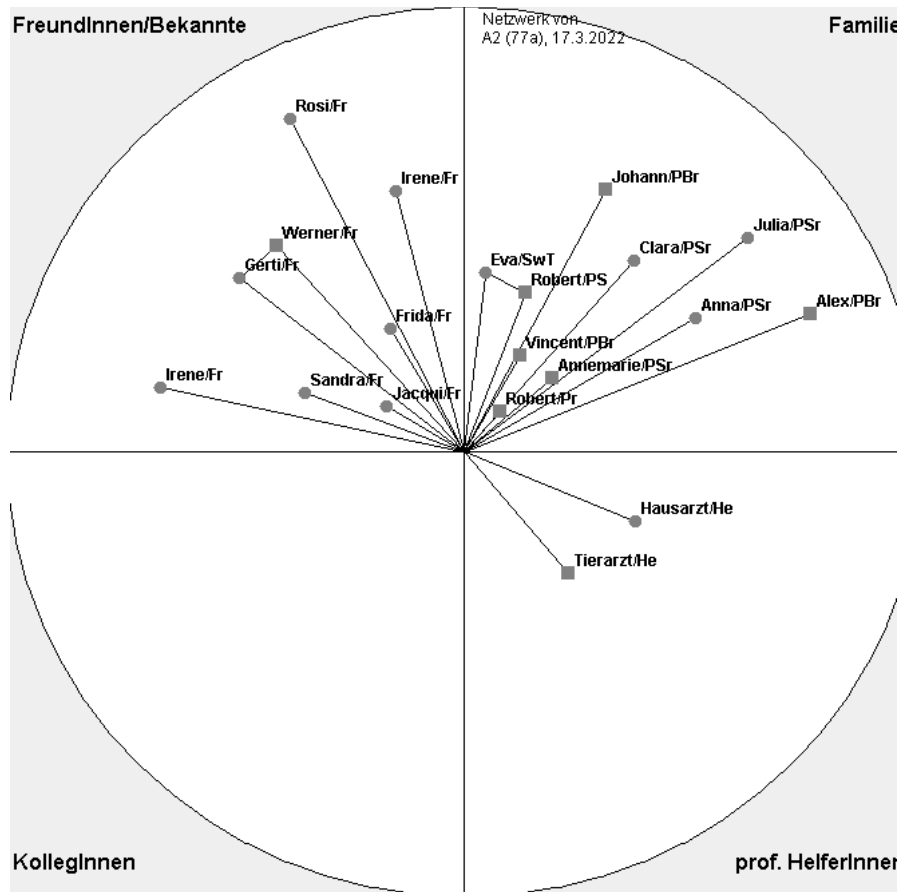 FreundInnen/Bekannte
Netzwerk von
A2 (77a), 17.3.2022
Familie
Rosi/Fr
Irene/Fr
Johann/PBr
Werner/Fr
Julia/PSr
Gerti/Fr
Eva/SwT
Clara/PSr
Robert/PS
Frida/Fr
Anna/PSr
Alex/PBr
Vincent/PBr
Irene/Fr
Sandra/Fr
Jacqui/Fr
Annemarie/PSr
Robert/Pr
Hausarzt/He
Tierarzt/He
KollegInnen
prof. HelferInnen